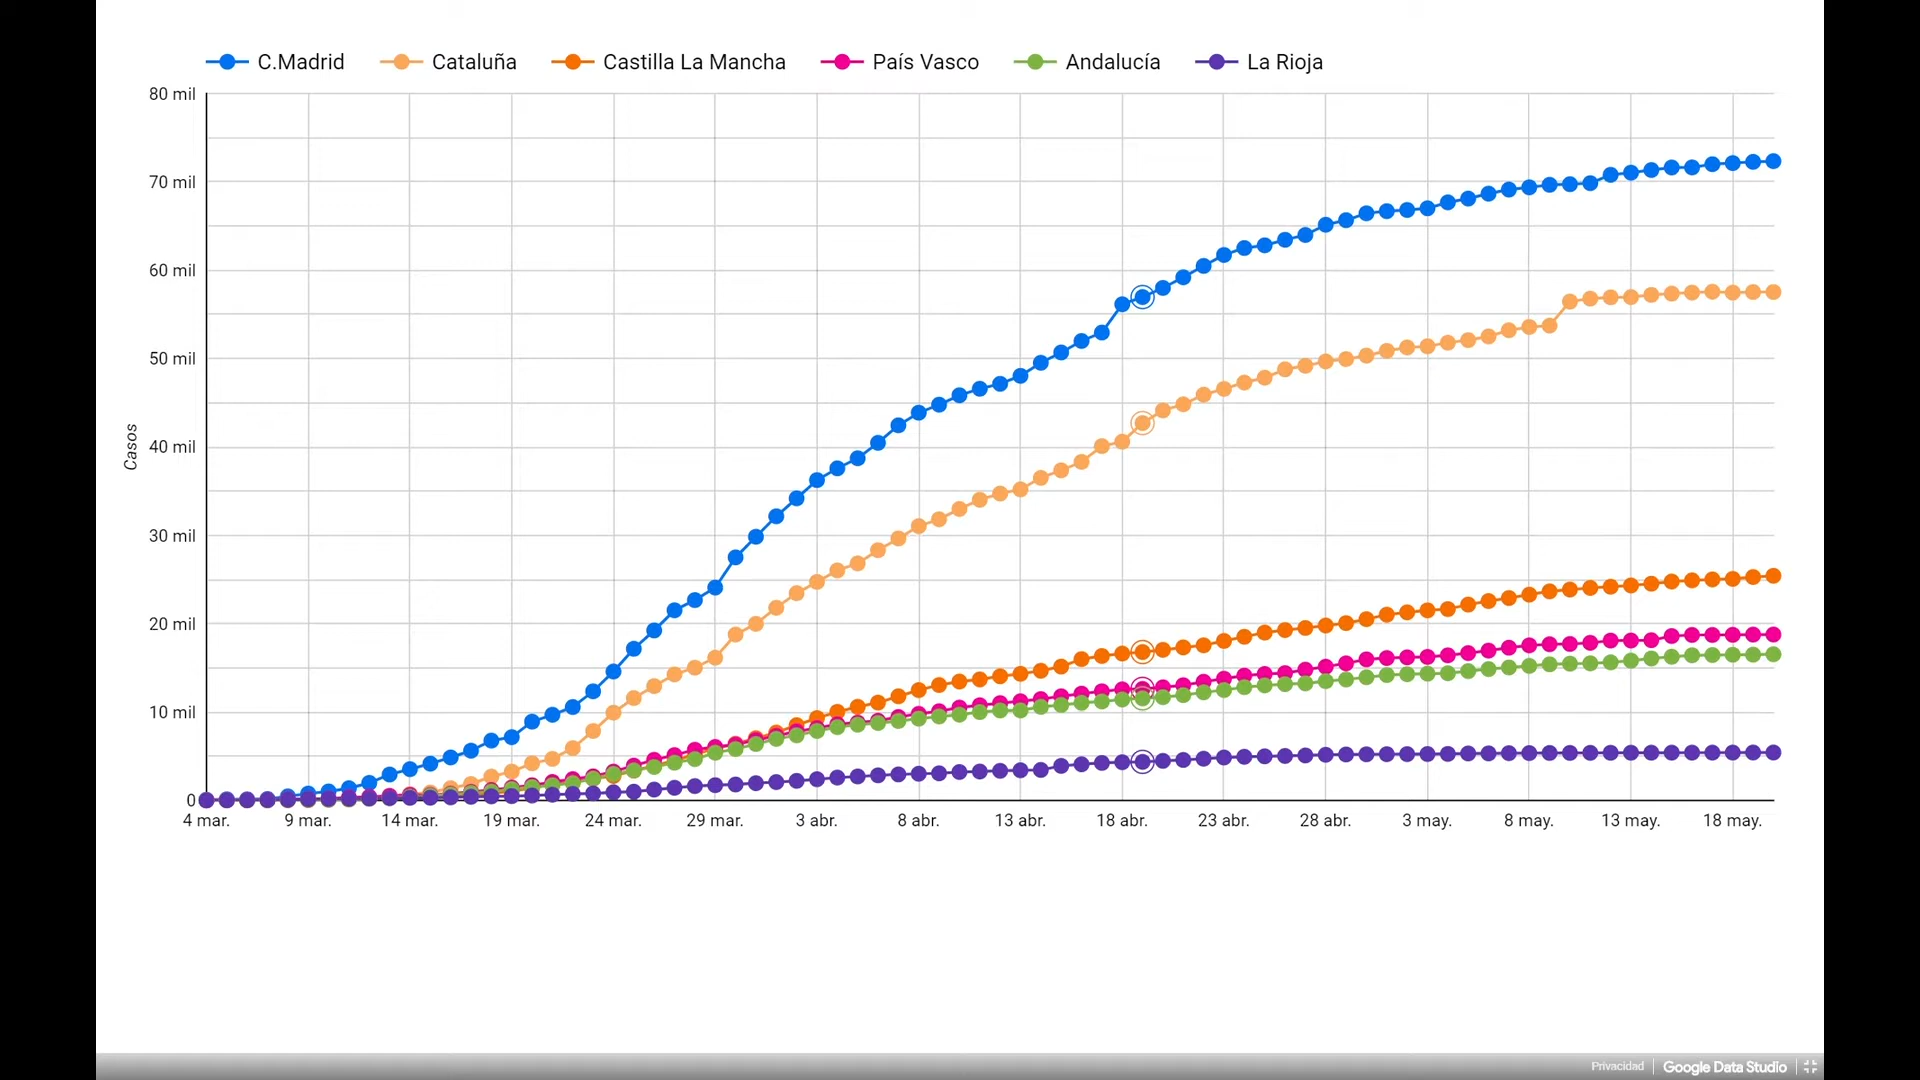 C.Madrid Cataluña Castilla La Mancha País Vasco Andalucía La Rioja
80 mil
70 mil
60 mil
50 mil
40 mil
30 mil
20 mil
10 mil
0
Casos
4 mar. 9 mar. 14 mar. 19 mar. 24 mar. 29 mar. 3 abr. 8 abr. 13 abr. 18 abr. 23 abr. 28 abr. 3 may. 8 may. 13 may. 18 may.
Privacidad Google Data Studio